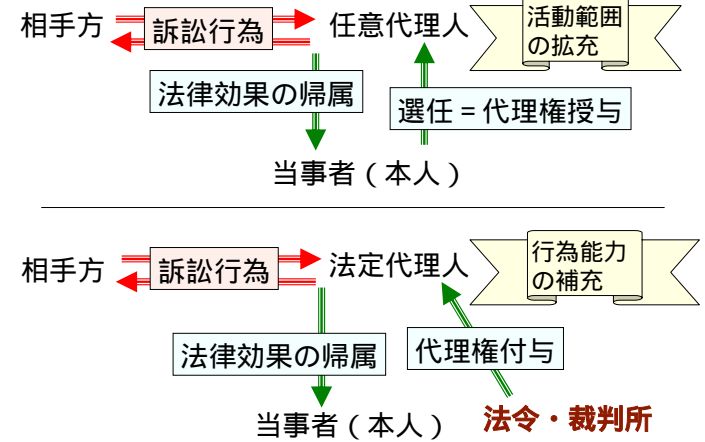 相手方
訴訟行為
任意代理人
活動範囲
の拡充
法律効果の帰属
選任=代理権授与
当事者(本人)
相手方
訴訟行為
法定代理人
行為能力
の補充
法律効果の帰属
代理権付与
当事者(本人)
法令・裁判所